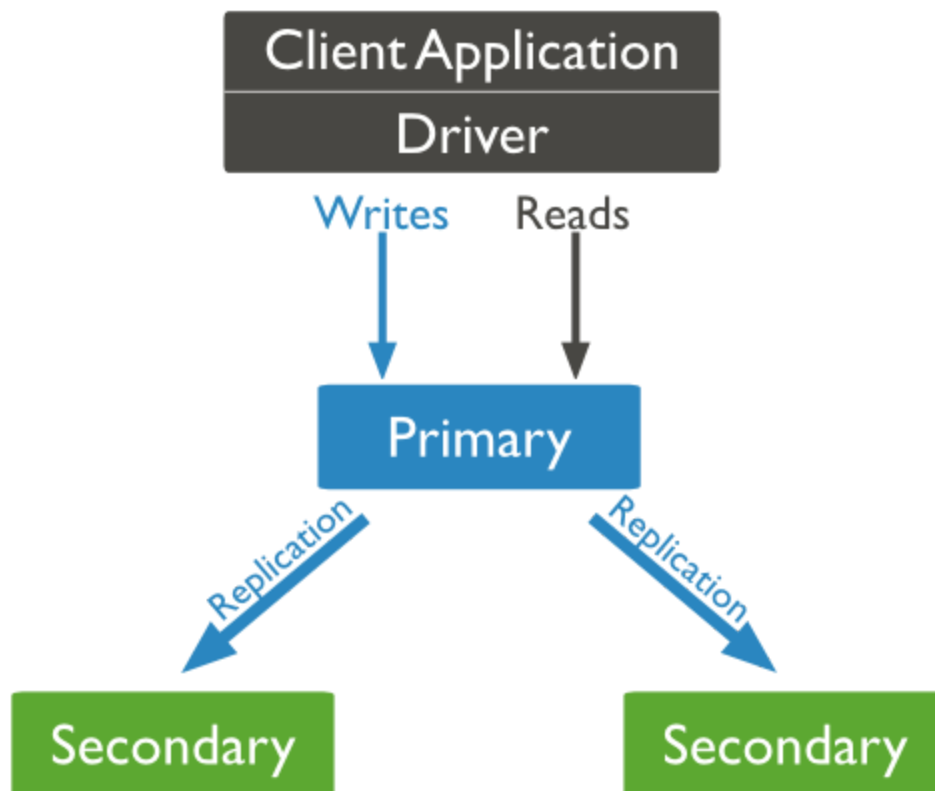 Client Application
Driver
Writes
Reads
Primary
Replication
Replication
Secondary
Secondary